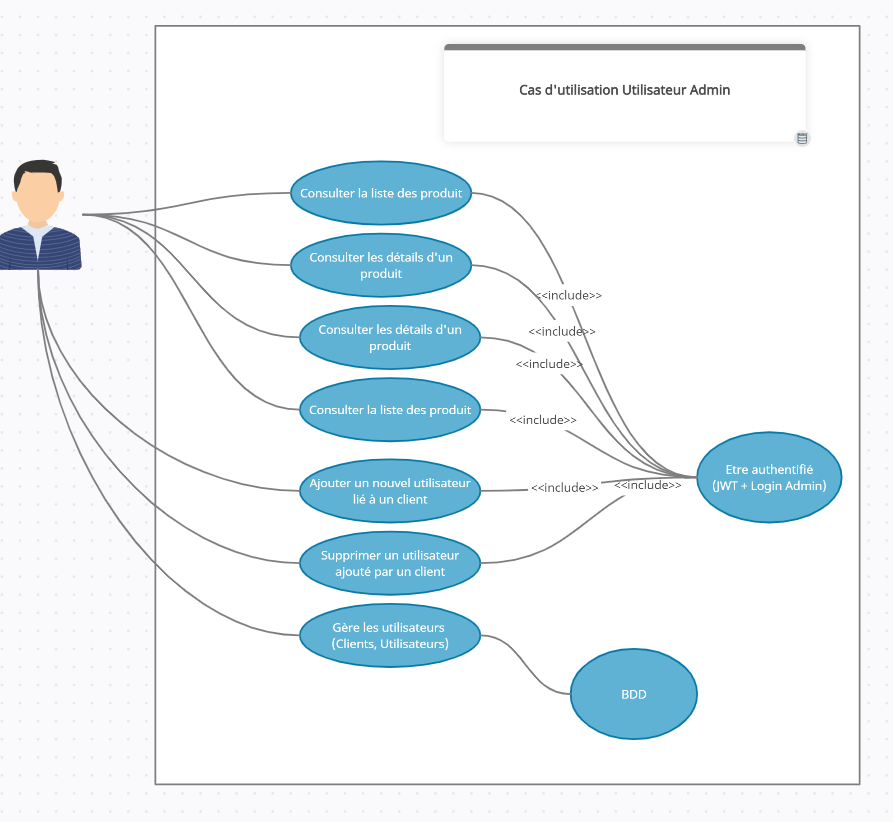 Cas d'utilisation Utilisateur Admin
Consulter la liste des produit
Consulter les détails d'un
produit
<<include>>
<<include>>
Consulter les détails d'un
produit
<<include>>
Consulter la liste des produit
<<include>>
Etre authentifié
(JWT + Login Admin)
Ajouter un nouvel utilisateur
lié à un client
<<include>>
<<include>>
Supprimer un utilisateur
ajouté par un client
Gère les utilisateurs
(Clients, Utilisateurs)
BDD